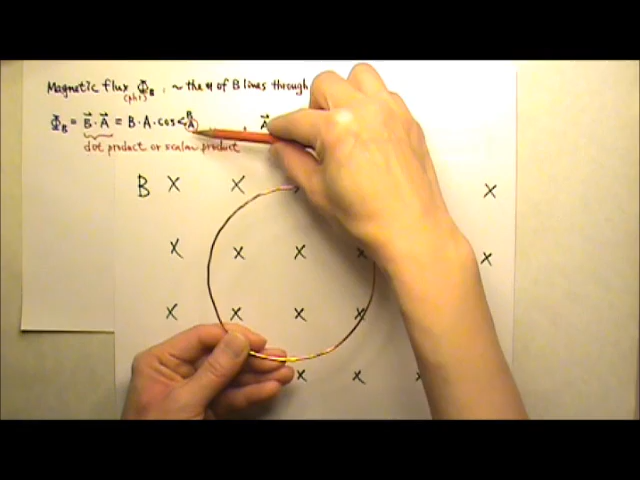 Magnetic flux Φ_B , ~ the # of B lines through
(phi)
Φ_B = B⃗ · A⃗ = B · A · cos<B⃗A⃗ A⃗
dot product or scalar product
B X X X
X X X X X
X X X X
X X X